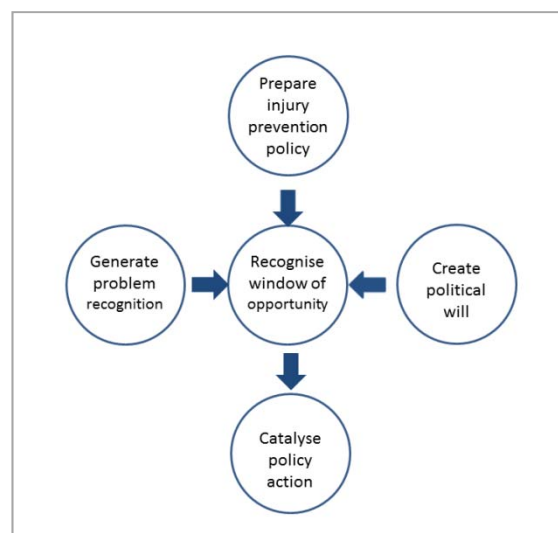 Prepare
injury
prevention
policy
Generate
problem
recognition
Recognise
window of
opportunity
Create
political
will
Catalyse
policy
action